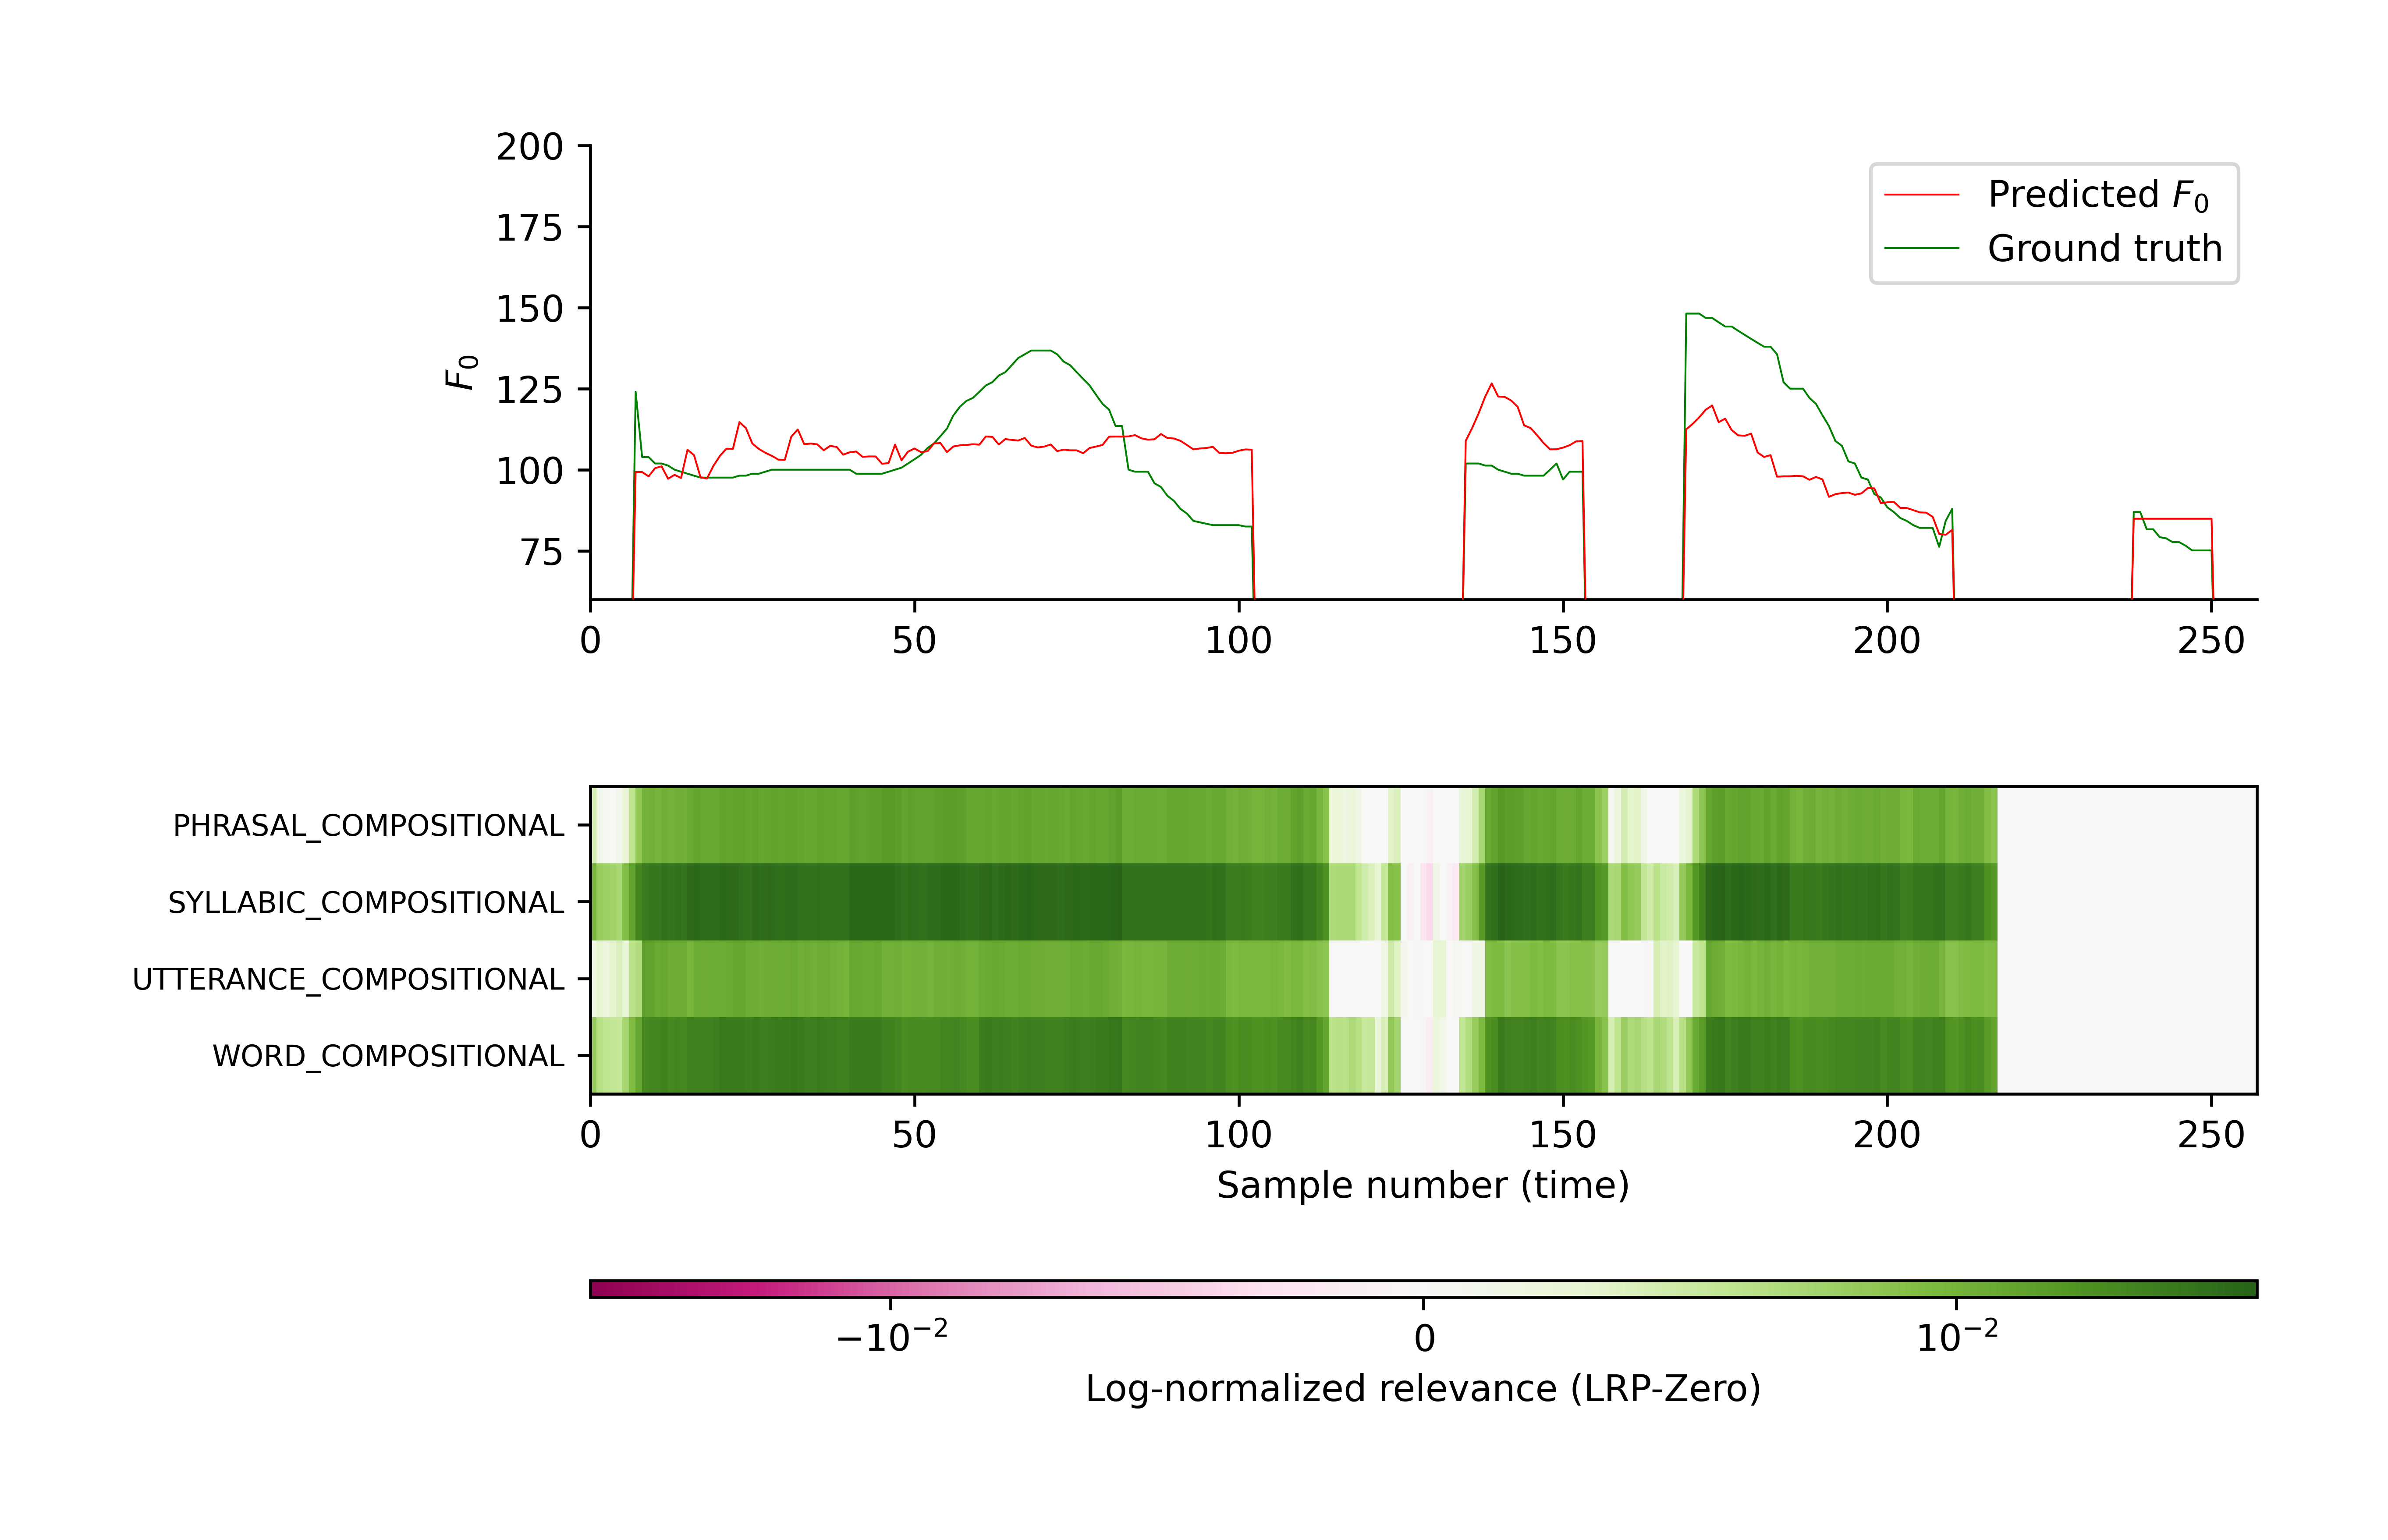 200
175
150
125
100
75
F₀
Predicted F₀
Ground truth
0 50 100 150 200 250
PHRASAL_COMPOSITIONAL
SYLLABIC_COMPOSITIONAL
UTTERANCE_COMPOSITIONAL
WORD_COMPOSITIONAL
0 50 100 150 200 250
Sample number (time)
−10⁻² 0 10⁻²
Log-normalized relevance (LRP-Zero)